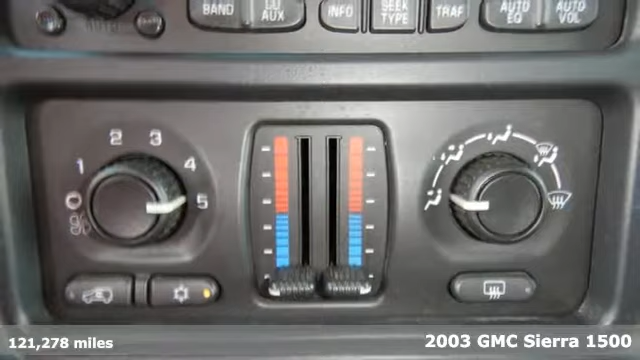 BAND
AUX
INFO
SEEK TYPE
TRAF
AUTO EQ
AUTO VOL
AUTO
1
2
3
4
5
121,278 miles
2003 GMC Sierra 1500